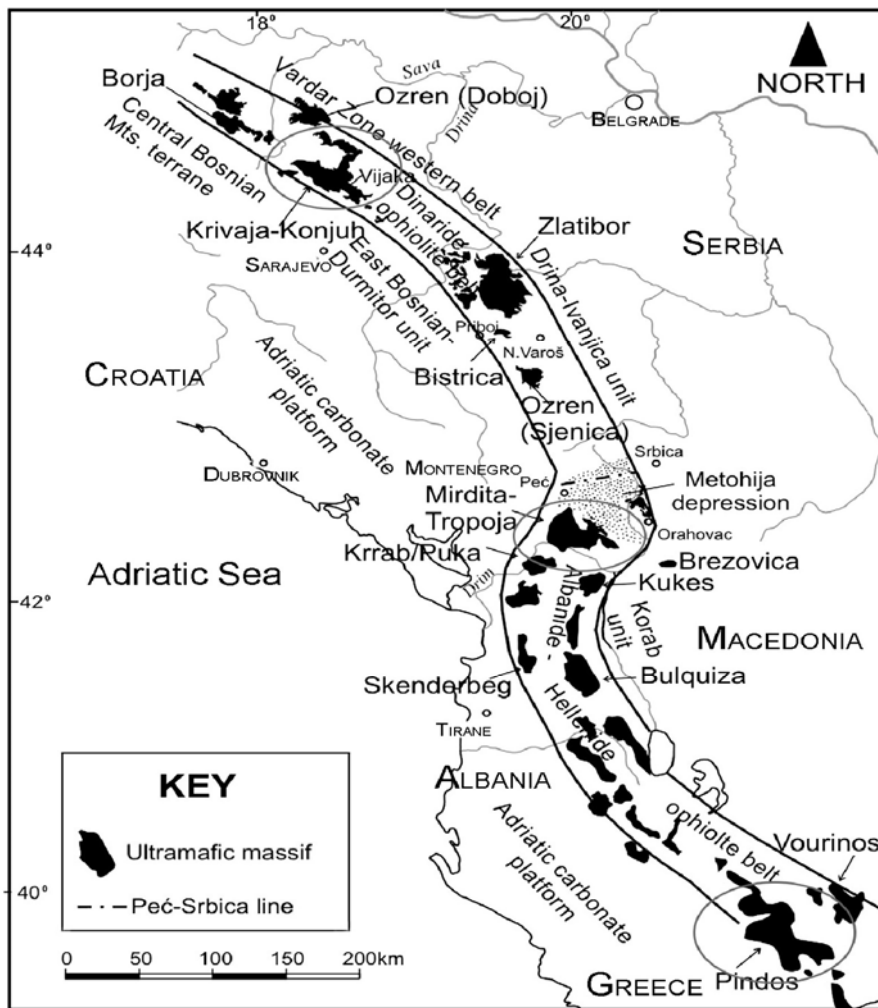 18°
20°
NORTH
Borja
Vardar Zone western belt
Sava
Ozren (Doboj)
Drina
BELGRADE
Central Bosnian
Mts. terrane
Vijaka
Krivaja-Konjuh
Dinaride
ophiolite belt
Zlatibor
44°
SARAJEVO
East Bosnian-
Durmitor unit
SERBIA
Drina-Ivanjica unit
Priboj
N.Varoš
Bistrica
CROATIA
Adriatic carbonate
platform
Ozren
(Sjenica)
DUBROVNIK
MONTENEGRO
Srbica
Peć
Metohija
depression
Mirdita-
Tropoja
Orahovac
Krrab/Puka
Brezovica
Adriatic Sea
Drim
Kukes
42°
Albanide-
Korab
unit
MACEDONIA
Skenderbeg
Bulquiza
TIRANE
Hellenide
ALBANIA
ophiolte belt
Vourinos
Adriatic carbonate
platform
40°
GREECE
Pindos
KEY
Ultramafic massif
Peć-Srbica line
0 50 100 150 200km